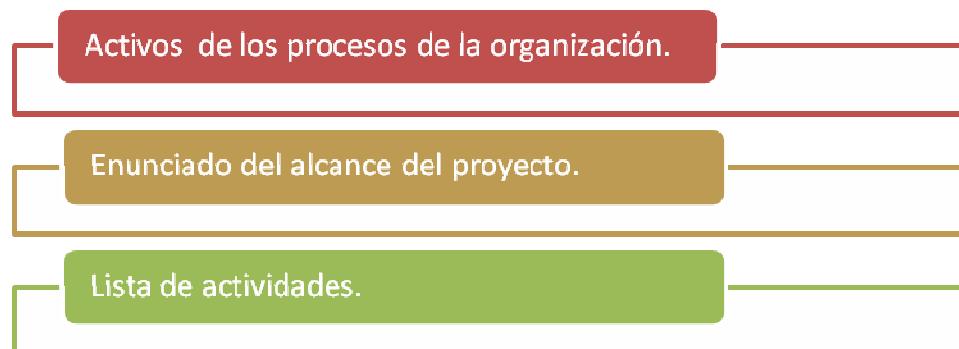 Activos de los procesos de la organización.
Enunciado del alcance del proyecto.
Lista de actividades.